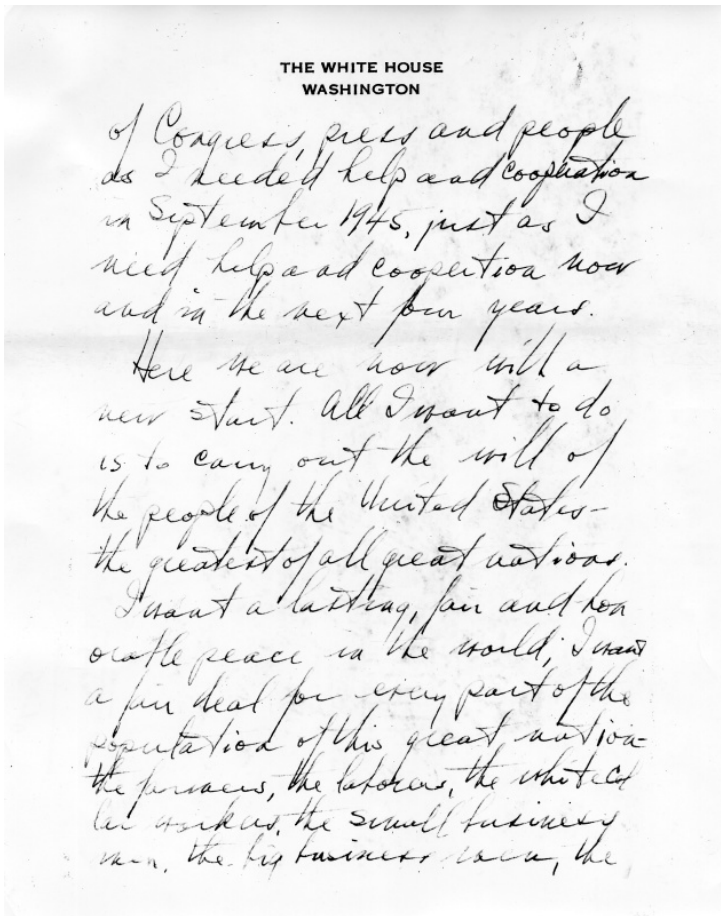 THE WHITE HOUSE
WASHINGTON
of Congress, press and people
as I needed help and cooperation
in September 1945, just as I
need help and coopertion now
and in the next four years.
Here we are now with a
new start. All I want to do
is to carry out the will of
the people of the United States-
the greatest of all great nations.
I want a lasting, fair and hon
orable peace in the world; I want
a fair deal for every part of the
population of this great nation-
the farmers, the laborers, the white col
lar workers, the small business
men, the big business men, the